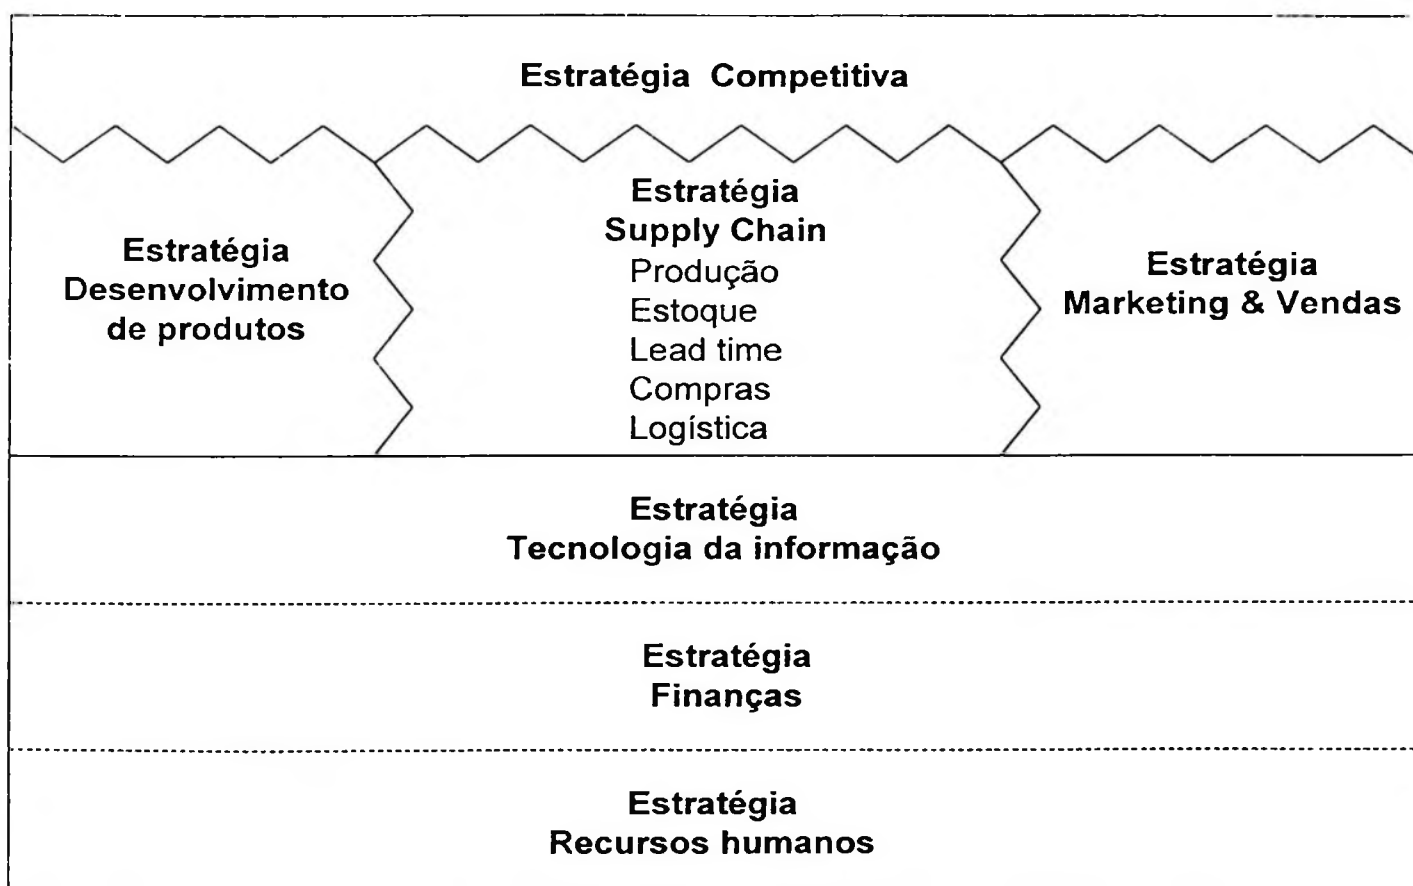 Estratégia Competitiva
Estratégia
Desenvolvimento
de produtos
Estratégia
Supply Chain
Produção
Estoque
Lead time
Compras
Logística
Estratégia
Marketing & Vendas
Estratégia
Tecnologia da informação
Estratégia
Finanças
Estratégia
Recursos humanos